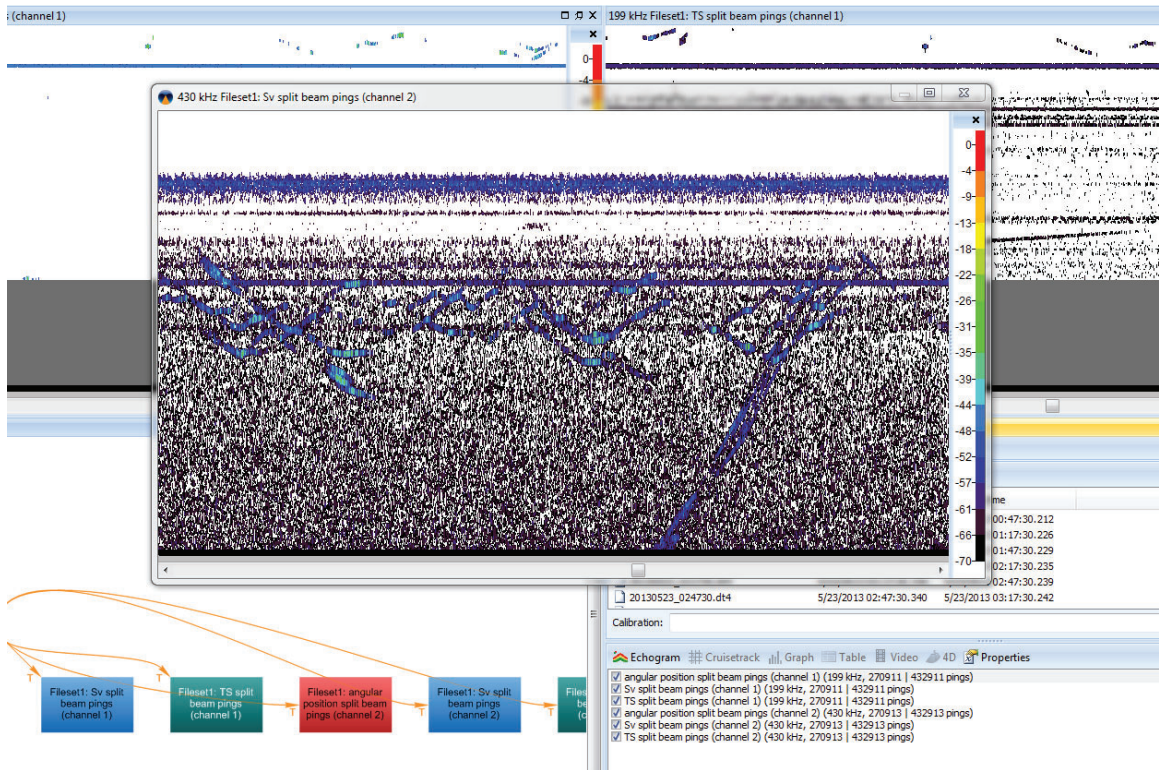 s (channel 1)
199 kHz Fileset1: TS split beam pings (channel 1)
0-
-4
430 kHz Fileset1: Sv split beam pings (channel 2)
0-
-4-
-9-
-13-
-18-
-22-
-26-
-31-
-35-
-39-
-44-
-48-
-52-
-57-
-61-
-66-
-70-
me
00:47:30.212
01:17:30.226
01:47:30.229
02:17:30.235
02:47:30.239
20130523_024730.dt4 5/23/2013 02:47:30.340 5/23/2013 03:17:30.242
Calibration:
Echogram Cruisetrack Graph Table Video 4D Properties
angular position split beam pings (channel 1) (199 kHz, 270911 | 432911 pings)
Sv split beam pings (channel 1) (199 kHz, 270911 | 432911 pings)
TS split beam pings (channel 1) (199 kHz, 270911 | 432911 pings)
angular position split beam pings (channel 2) (430 kHz, 270913 | 432913 pings)
Sv split beam pings (channel 2) (430 kHz, 270913 | 432913 pings)
TS split beam pings (channel 2) (430 kHz, 270913 | 432913 pings)
T
T
T
T
T
Fileset1: Sv split
beam pings
(channel 1)
Fileset1: TS split
beam pings
(channel 1)
Fileset1: angular
position split beam
pings (channel 2)
Fileset1: Sv split
beam pings
(channel 2)
Fileset
b
(c